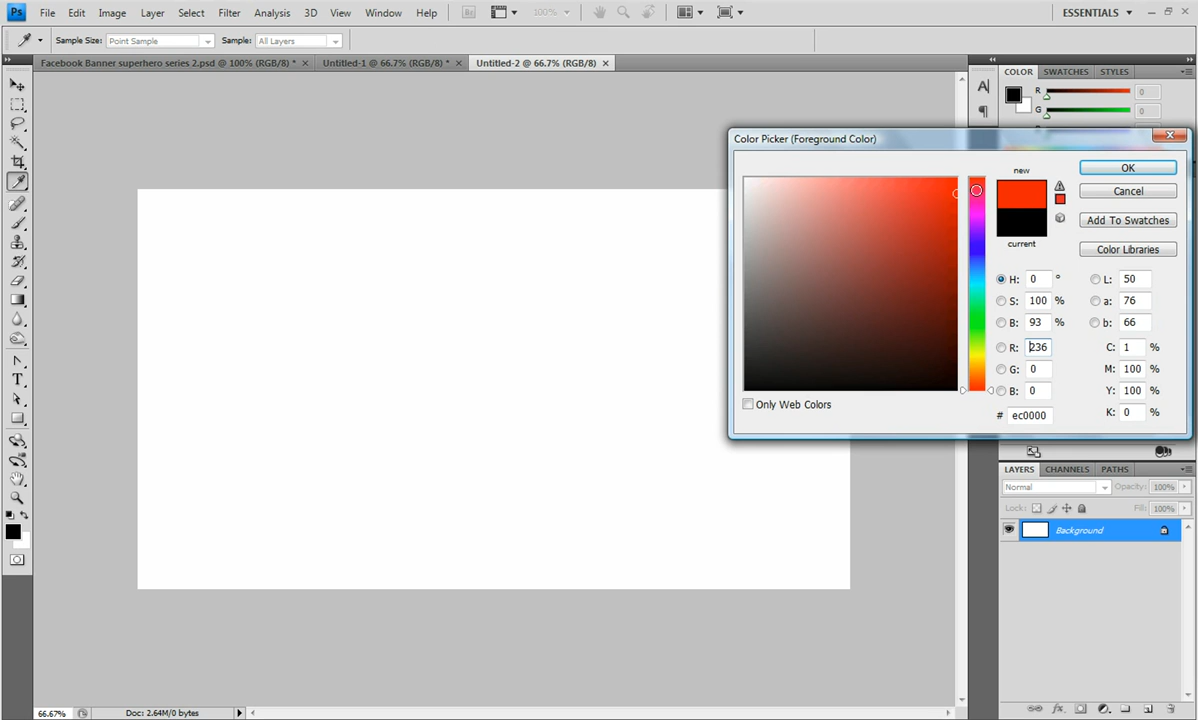 Ps File Edit Image Layer Select Filter Analysis 3D View Window Help Br 100% ESSENTIALS
Sample Size: Point Sample Sample: All Layers
Facebook Banner superhero series 2.psd @ 100% (RGB/8) * Untitled-1 @ 66.7% (RGB/8) * Untitled-2 @ 66.7% (RGB/8)
COLOR SWATCHES STYLES
R 0
G 0
Color Picker (Foreground Color)
new
current
OK
Cancel
Add To Swatches
Color Libraries
H: 0 ° L: 50
S: 100 % a: 76
B: 93 % b: 66
R: 236 C: 1 %
G: 0 M: 100 %
B: 0 Y: 100 %
# ec0000 K: 0 %
Only Web Colors
LAYERS CHANNELS PATHS
Normal Opacity: 100%
Lock: Fill: 100%
Background
66.67% Doc: 2.64M/0 bytes